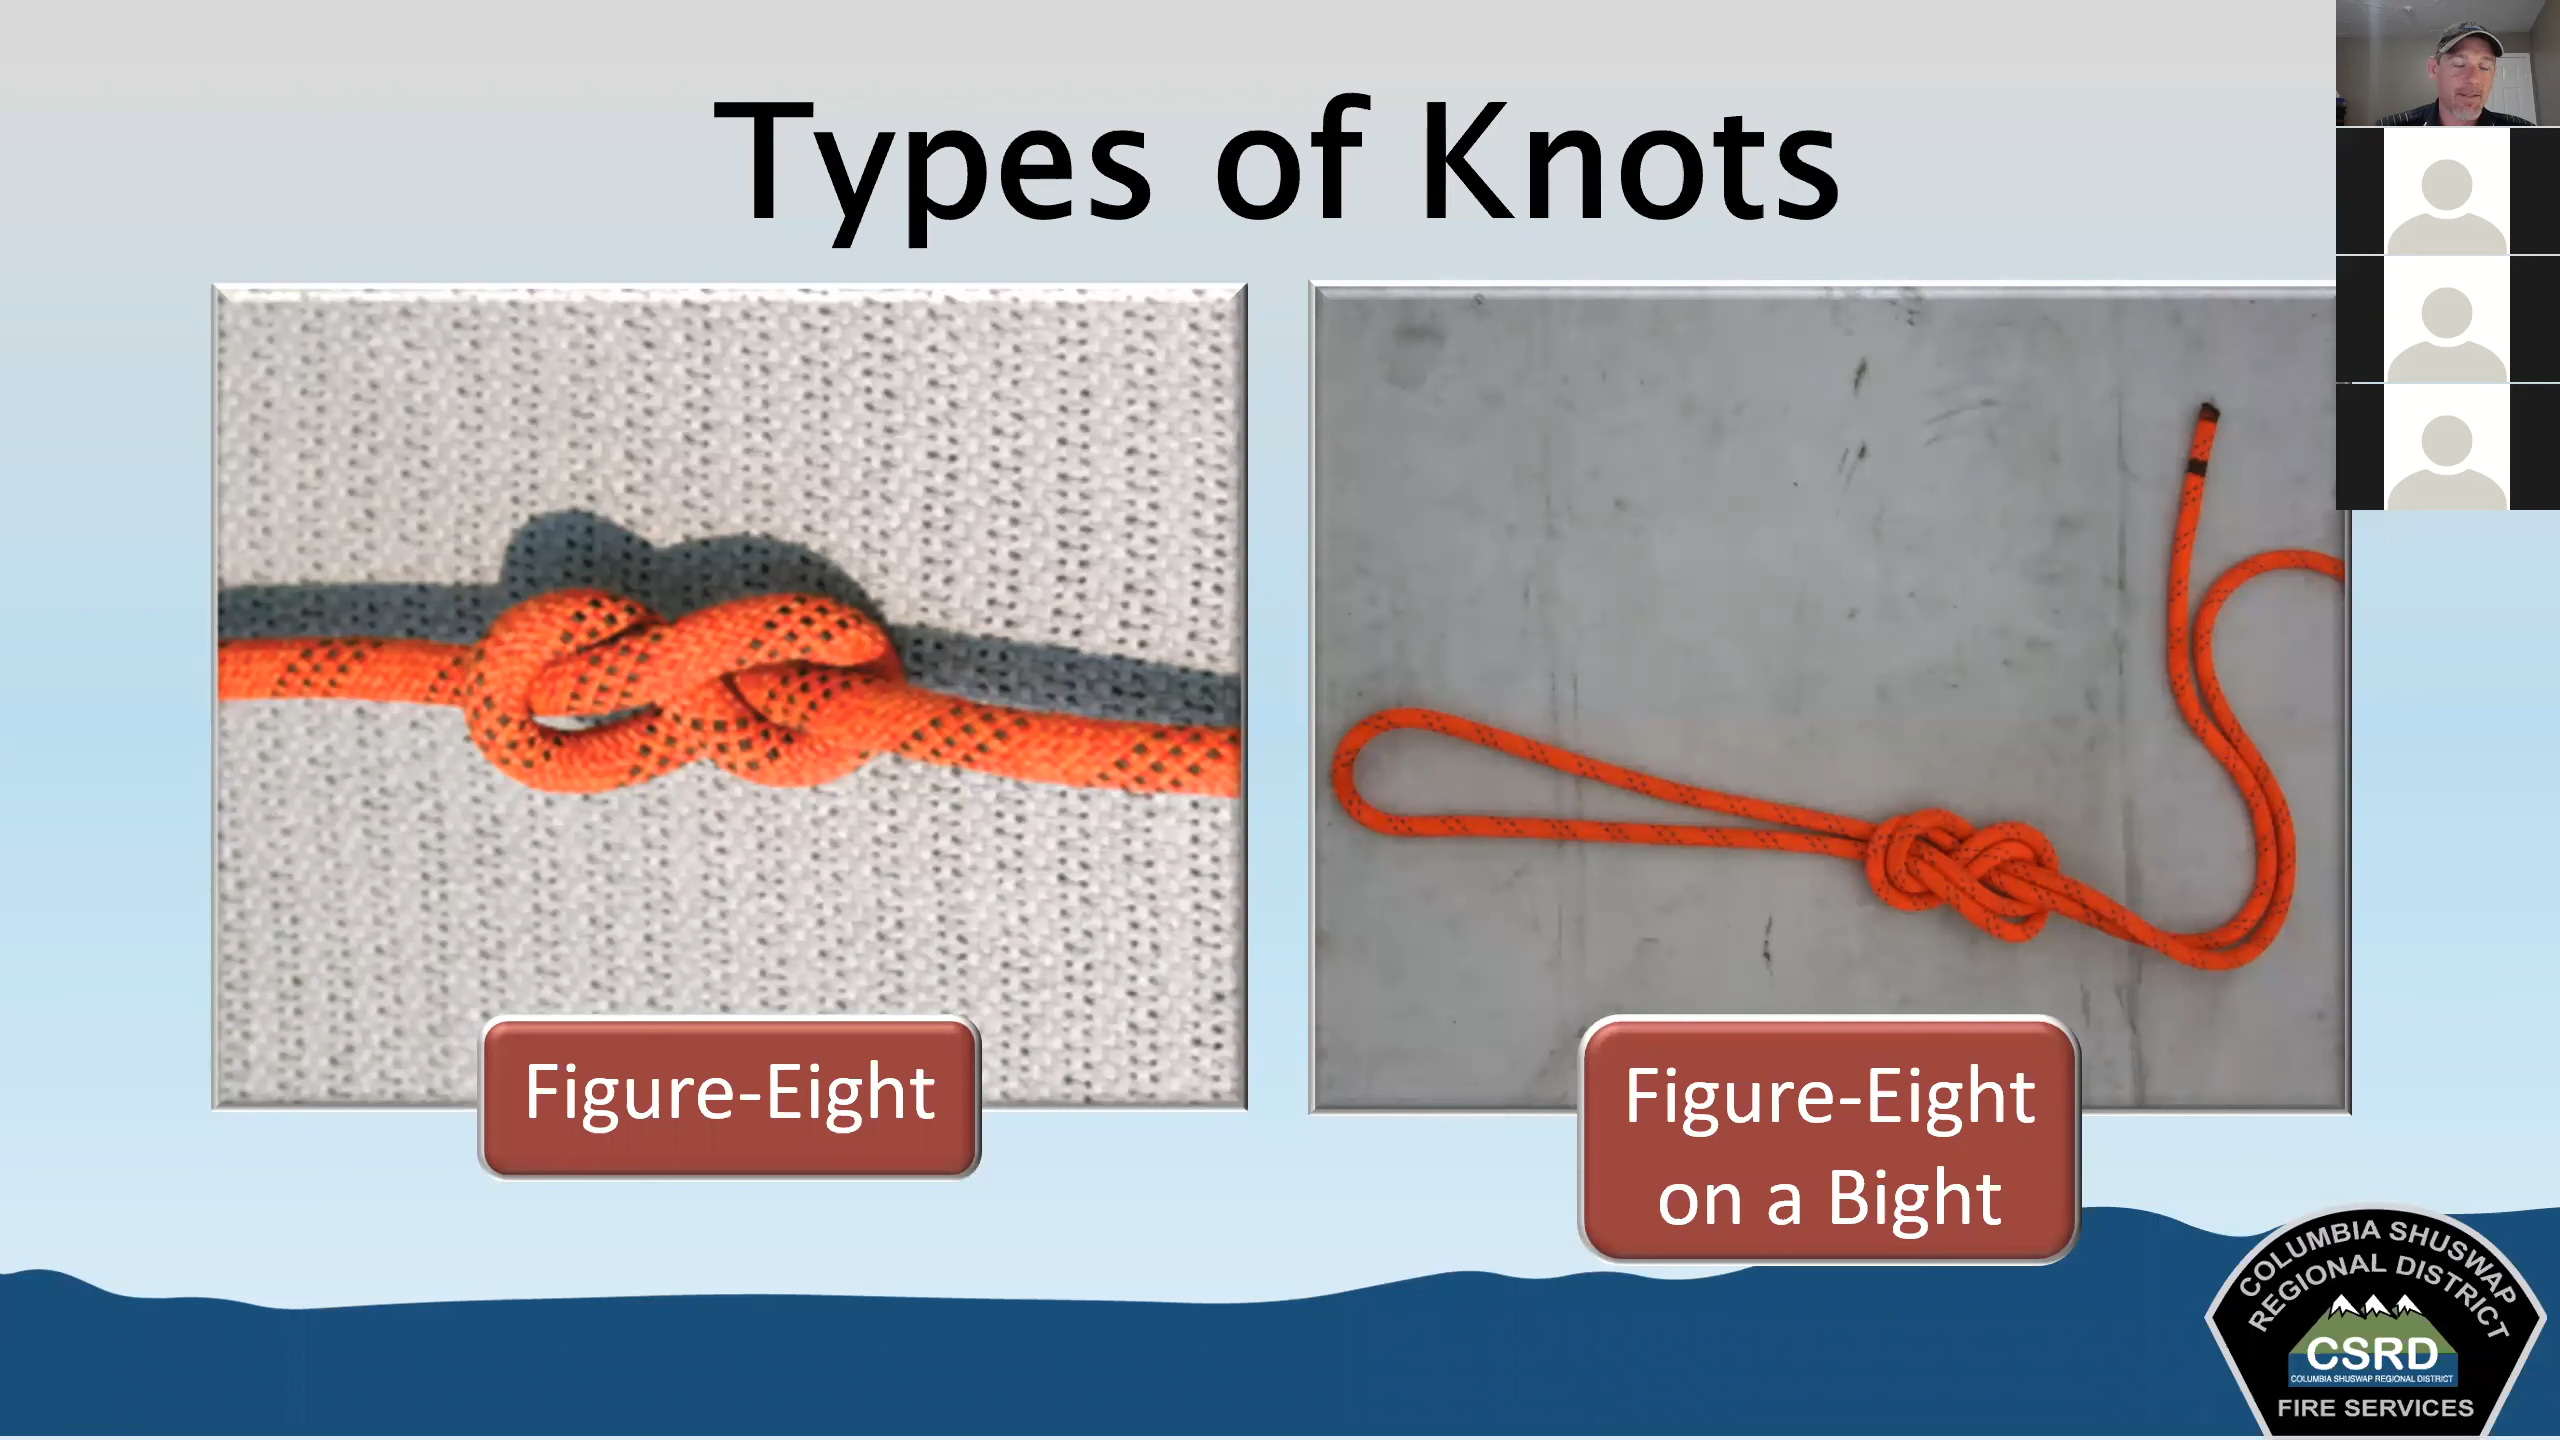 Types of Knots
Figure-Eight
Figure-Eight
on a Bight
COLUMBIA SHUSWAP
REGIONAL DISTRICT
CSRD
COLUMBIA SHUSWAP REGIONAL DISTRICT
FIRE SERVICES